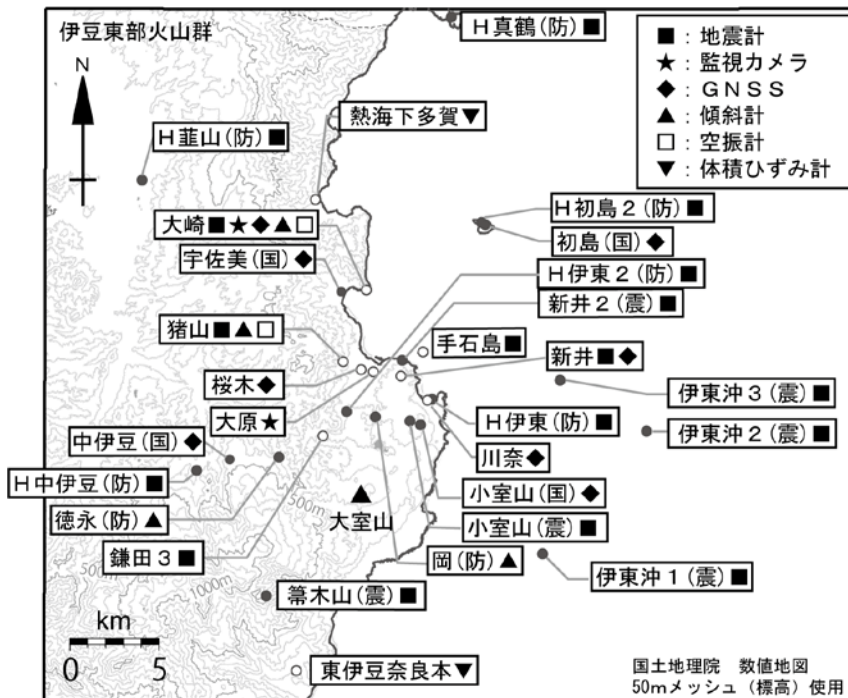 伊豆東部火山群
H真鶴(防)■
■：地震計
★：監視カメラ
◆：GNSS
▲：傾斜計
□：空振計
▼：体積ひずみ計
N
熱海下多賀▼
H韮山(防)■
H初島2(防)■
大崎■★◆▲□
初島(国)◆
宇佐美(国)◆
H伊東2(防)■
新井2(震)■
猪山■▲□
手石島■
新井■◆
桜木◆
伊東沖3(震)■
大原★
H伊東(防)■
伊東沖2(震)■
中伊豆(国)◆
川奈◆
H中伊豆(防)■
500m
小室山(国)◆
徳永(防)▲
大室山
小室山(震)■
鎌田3■
岡(防)▲
伊東沖1(震)■
1000m
箒木山(震)■
km
0 5
500m
東伊豆奈良本▼
国土地理院 数値地図
50mメッシュ(標高)使用